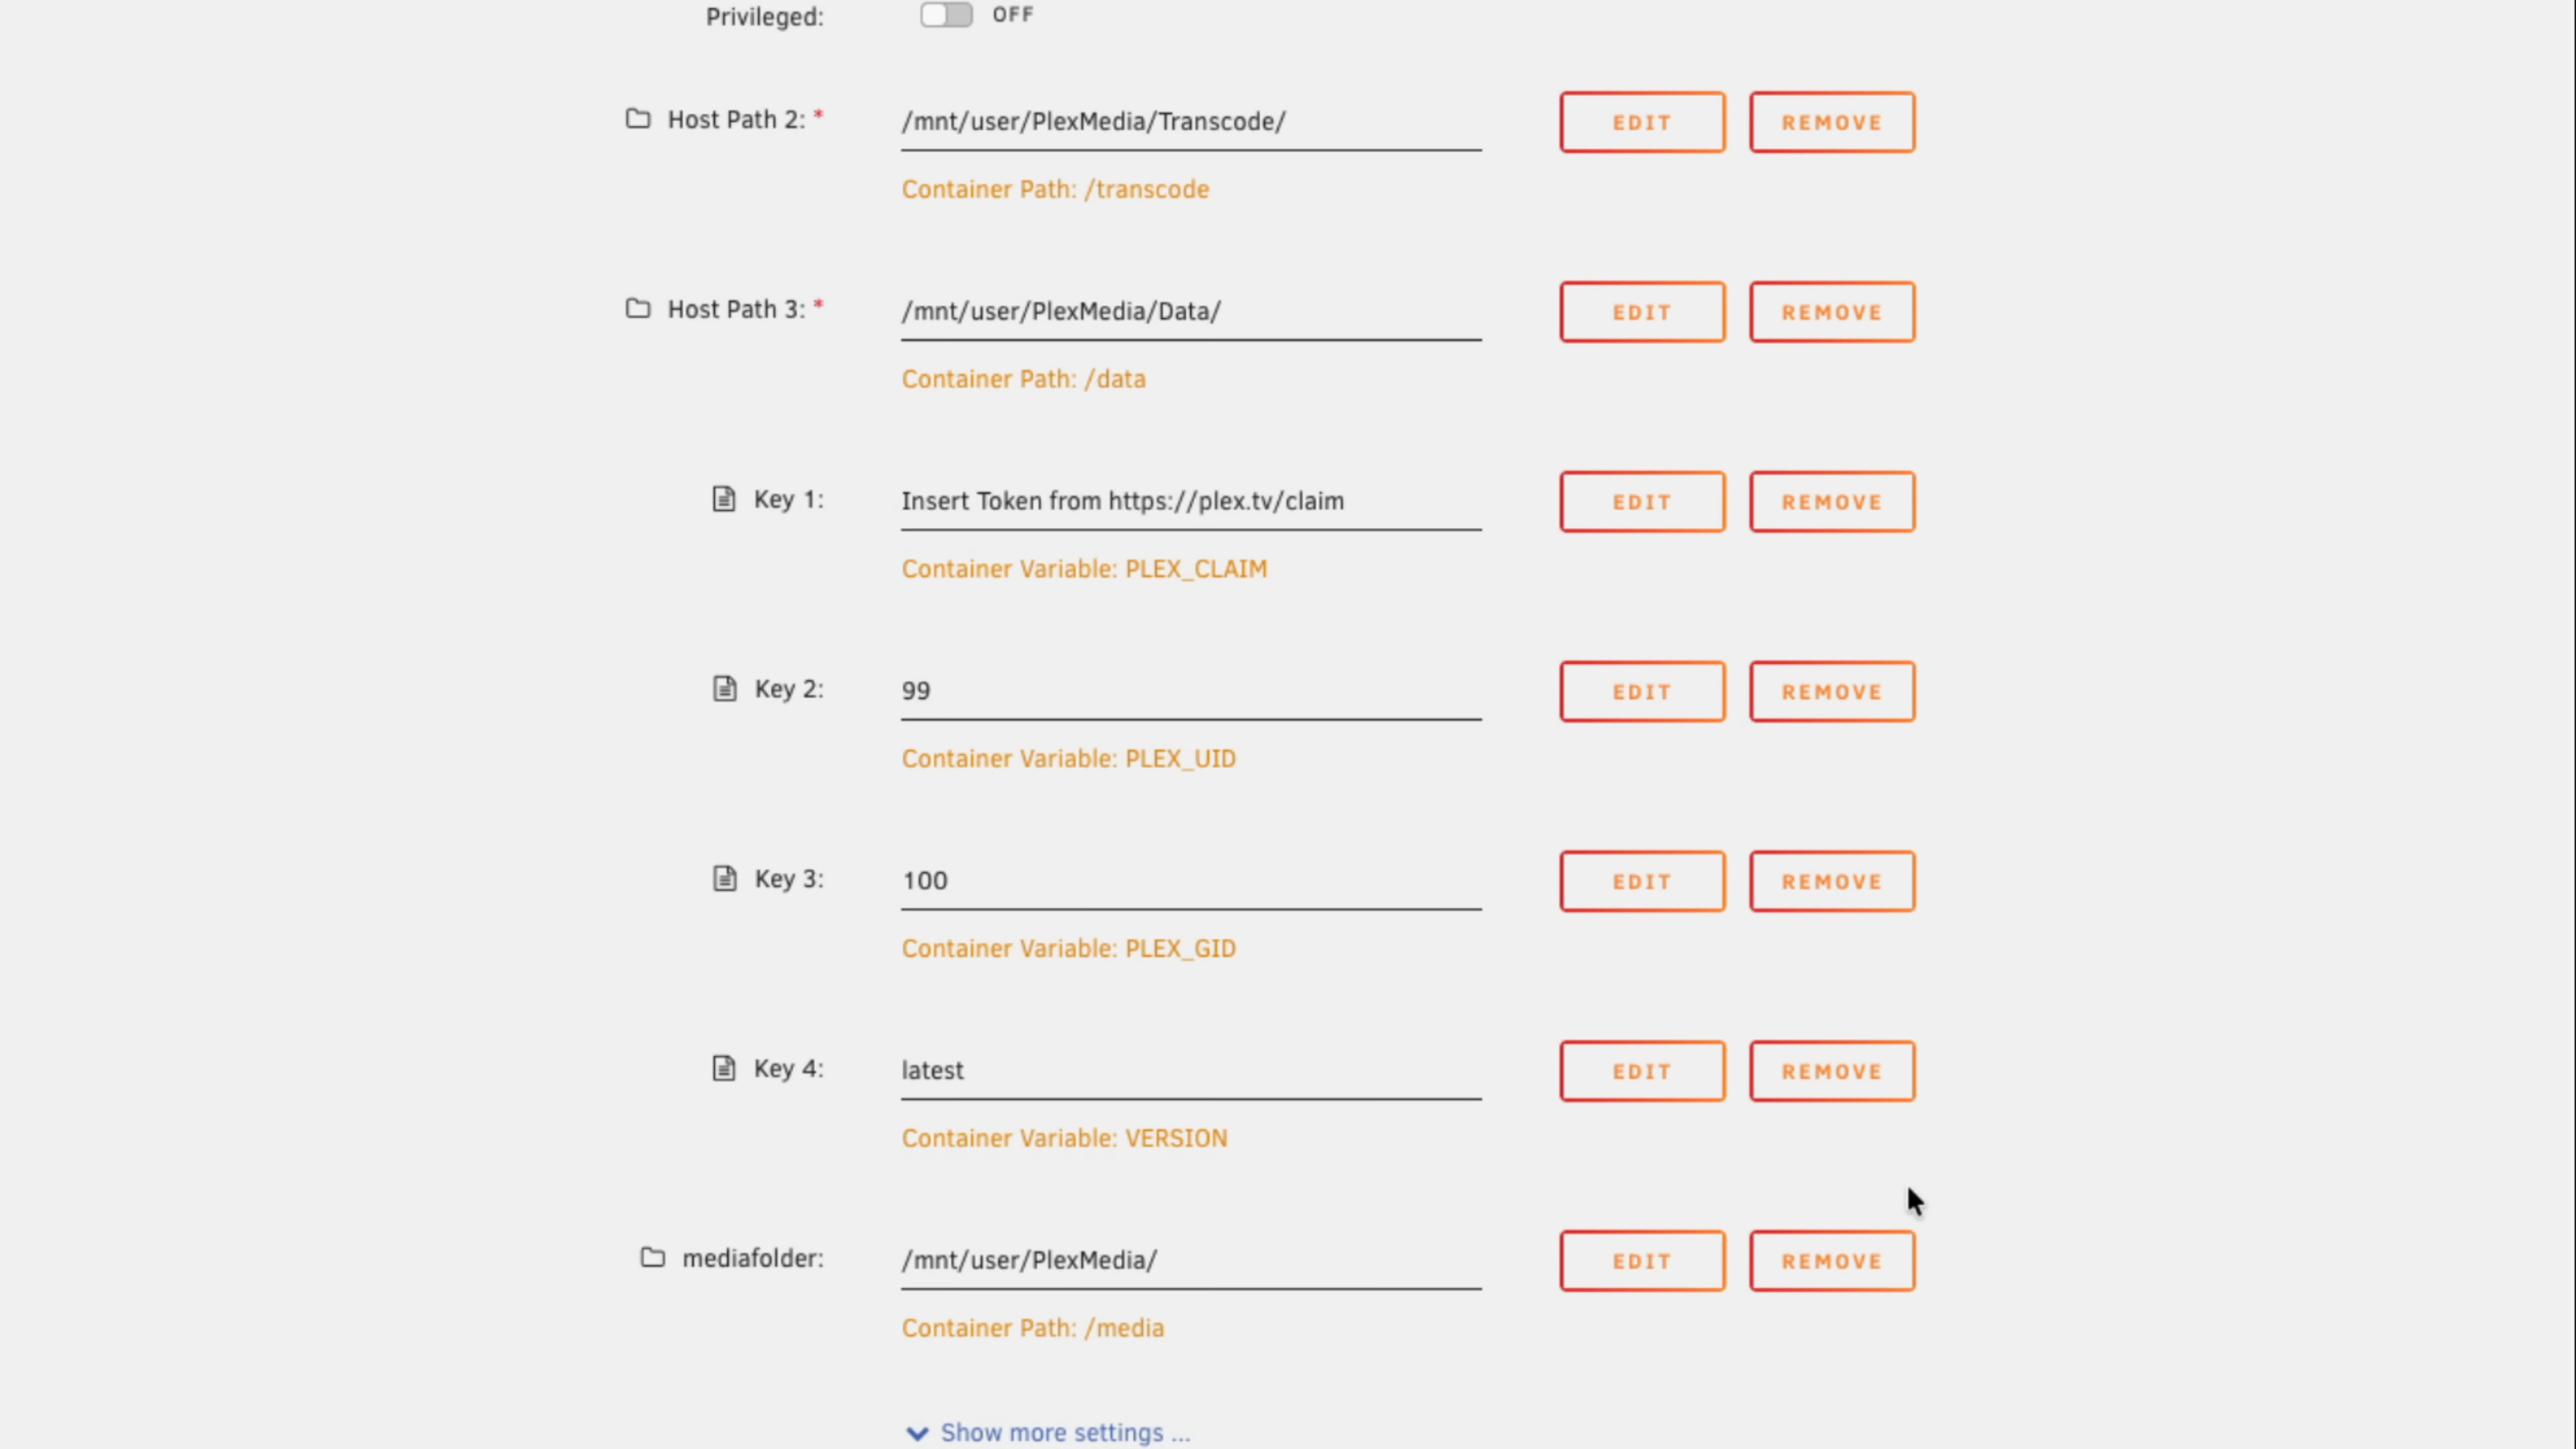 Privileged: OFF
Host Path 2: * /mnt/user/PlexMedia/Transcode/ EDIT REMOVE
Container Path: /transcode
Host Path 3: * /mnt/user/PlexMedia/Data/ EDIT REMOVE
Container Path: /data
Key 1: Insert Token from https://plex.tv/claim EDIT REMOVE
Container Variable: PLEX_CLAIM
Key 2: 99 EDIT REMOVE
Container Variable: PLEX_UID
Key 3: 100 EDIT REMOVE
Container Variable: PLEX_GID
Key 4: latest EDIT REMOVE
Container Variable: VERSION
mediafolder: /mnt/user/PlexMedia/ EDIT REMOVE
Container Path: /media
Show more settings ...